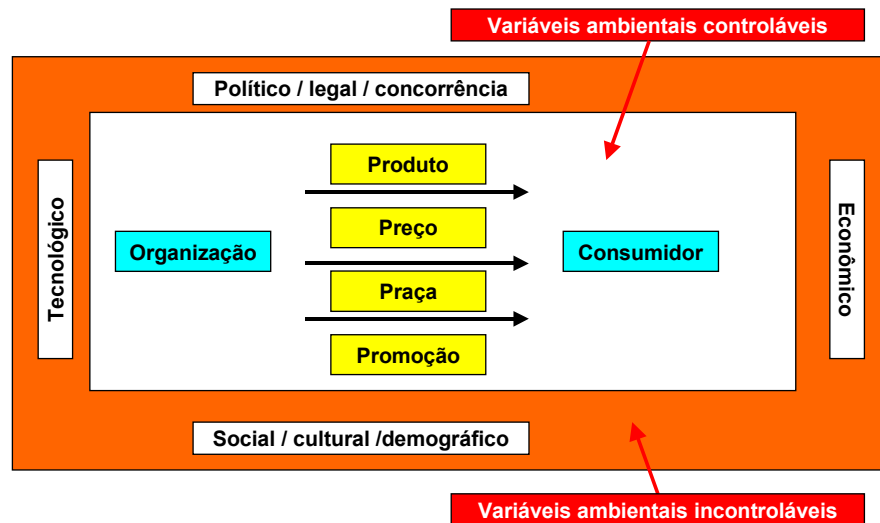 Variáveis ambientais controláveis
Político / legal / concorrência
Tecnológico
Produto
Preço
Organização
Consumidor
Praça
Promoção
Econômico
Social / cultural /demográfico
Variáveis ambientais incontroláveis